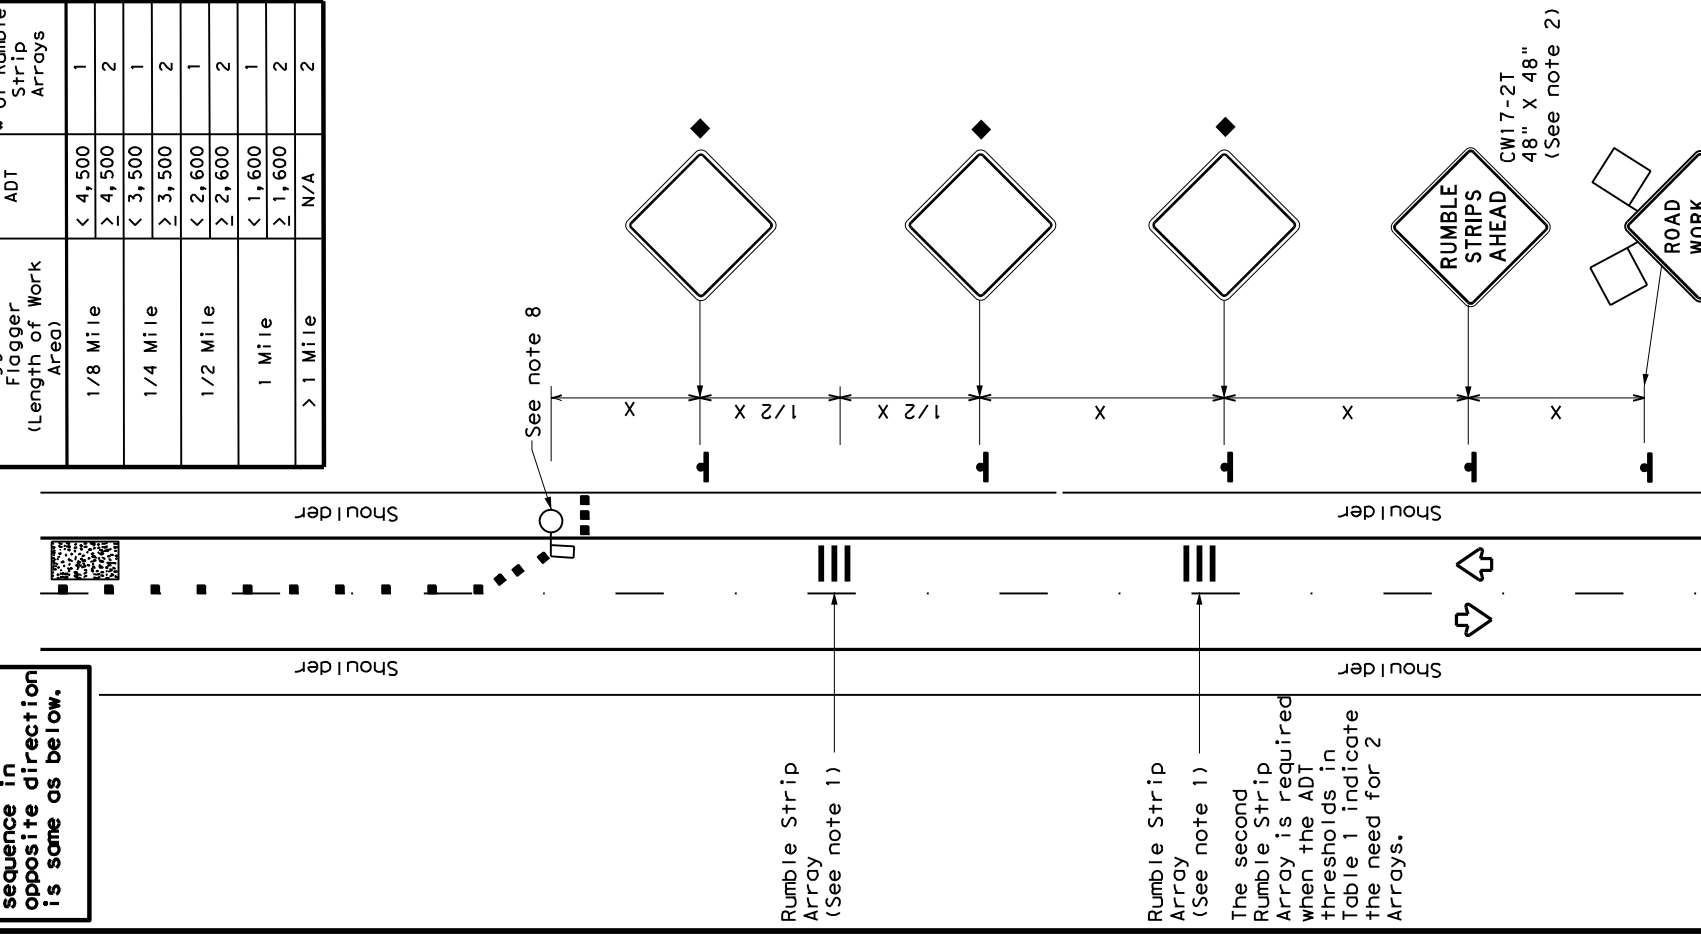 Strip
Arrays
ADT
Flagger
(Length of Work
Area)
1/8 Mile
< 4,500
1
≥ 4,500
2
1/4 Mile
< 3,500
1
≥ 3,500
2
1/2 Mile
< 2,600
1
≥ 2,600
2
1 Mile
< 1,600
1
≥ 1,600
2
> 1 Mile
N/A
2
See note 8
X
1/2 X
1/2 X
X
X
X
RUMBLE
STRIPS
AHEAD
CW17-2T
48" X 48"
(See note 2)
ROAD
WORK
Shoulder
Shoulder
Shoulder
Shoulder
sequence in
opposite direction
is same as below.
Rumble Strip
Array
(See note 1)
Rumble Strip
Array
(See note 1)
The second
Rumble Strip
Array is required
when the ADT
thresholds in
Table 1 indicate
the need for 2
Arrays.